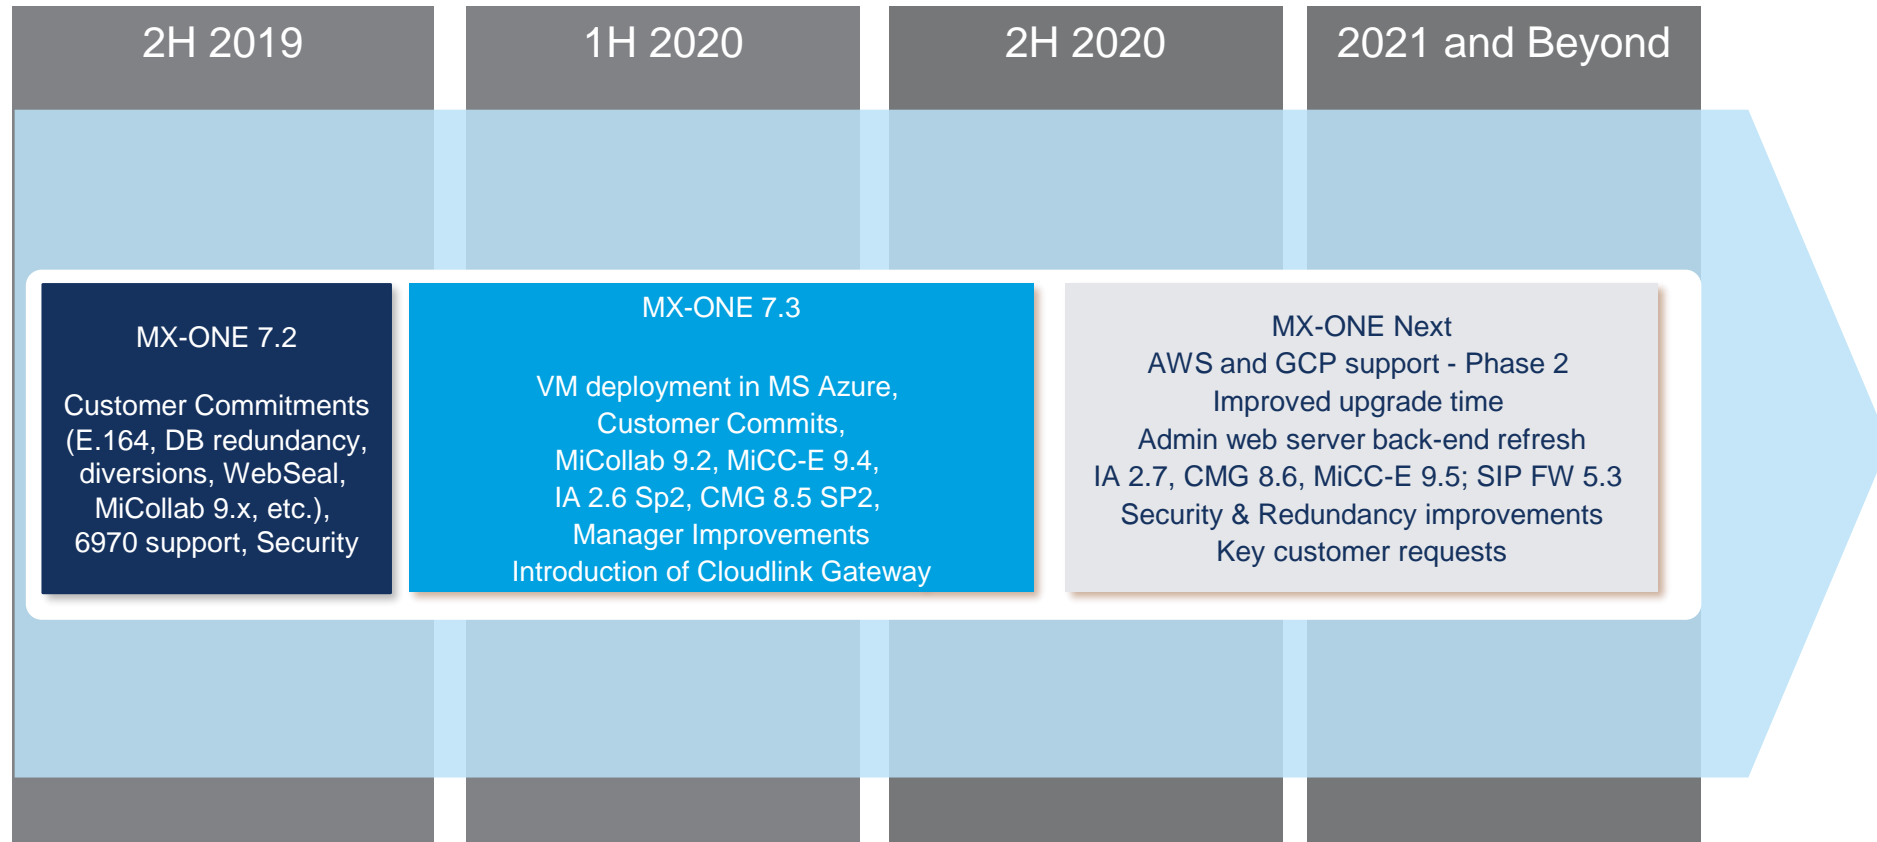 2H 2019
1H 2020
2H 2020
2021 and Beyond
MX-ONE 7.2
Customer Commitments
(E.164, DB redundancy,
diversions, WebSeal,
MiCollab 9.x, etc.),
6970 support, Security
MX-ONE 7.3
VM deployment in MS Azure,
Customer Commits,
MiCollab 9.2, MiCC-E 9.4,
IA 2.6 Sp2, CMG 8.5 SP2,
Manager Improvements
Introduction of Cloudlink Gateway
MX-ONE Next
AWS and GCP support - Phase 2
Improved upgrade time
Admin web server back-end refresh
IA 2.7, CMG 8.6, MiCC-E 9.5; SIP FW 5.3
Security & Redundancy improvements
Key customer requests